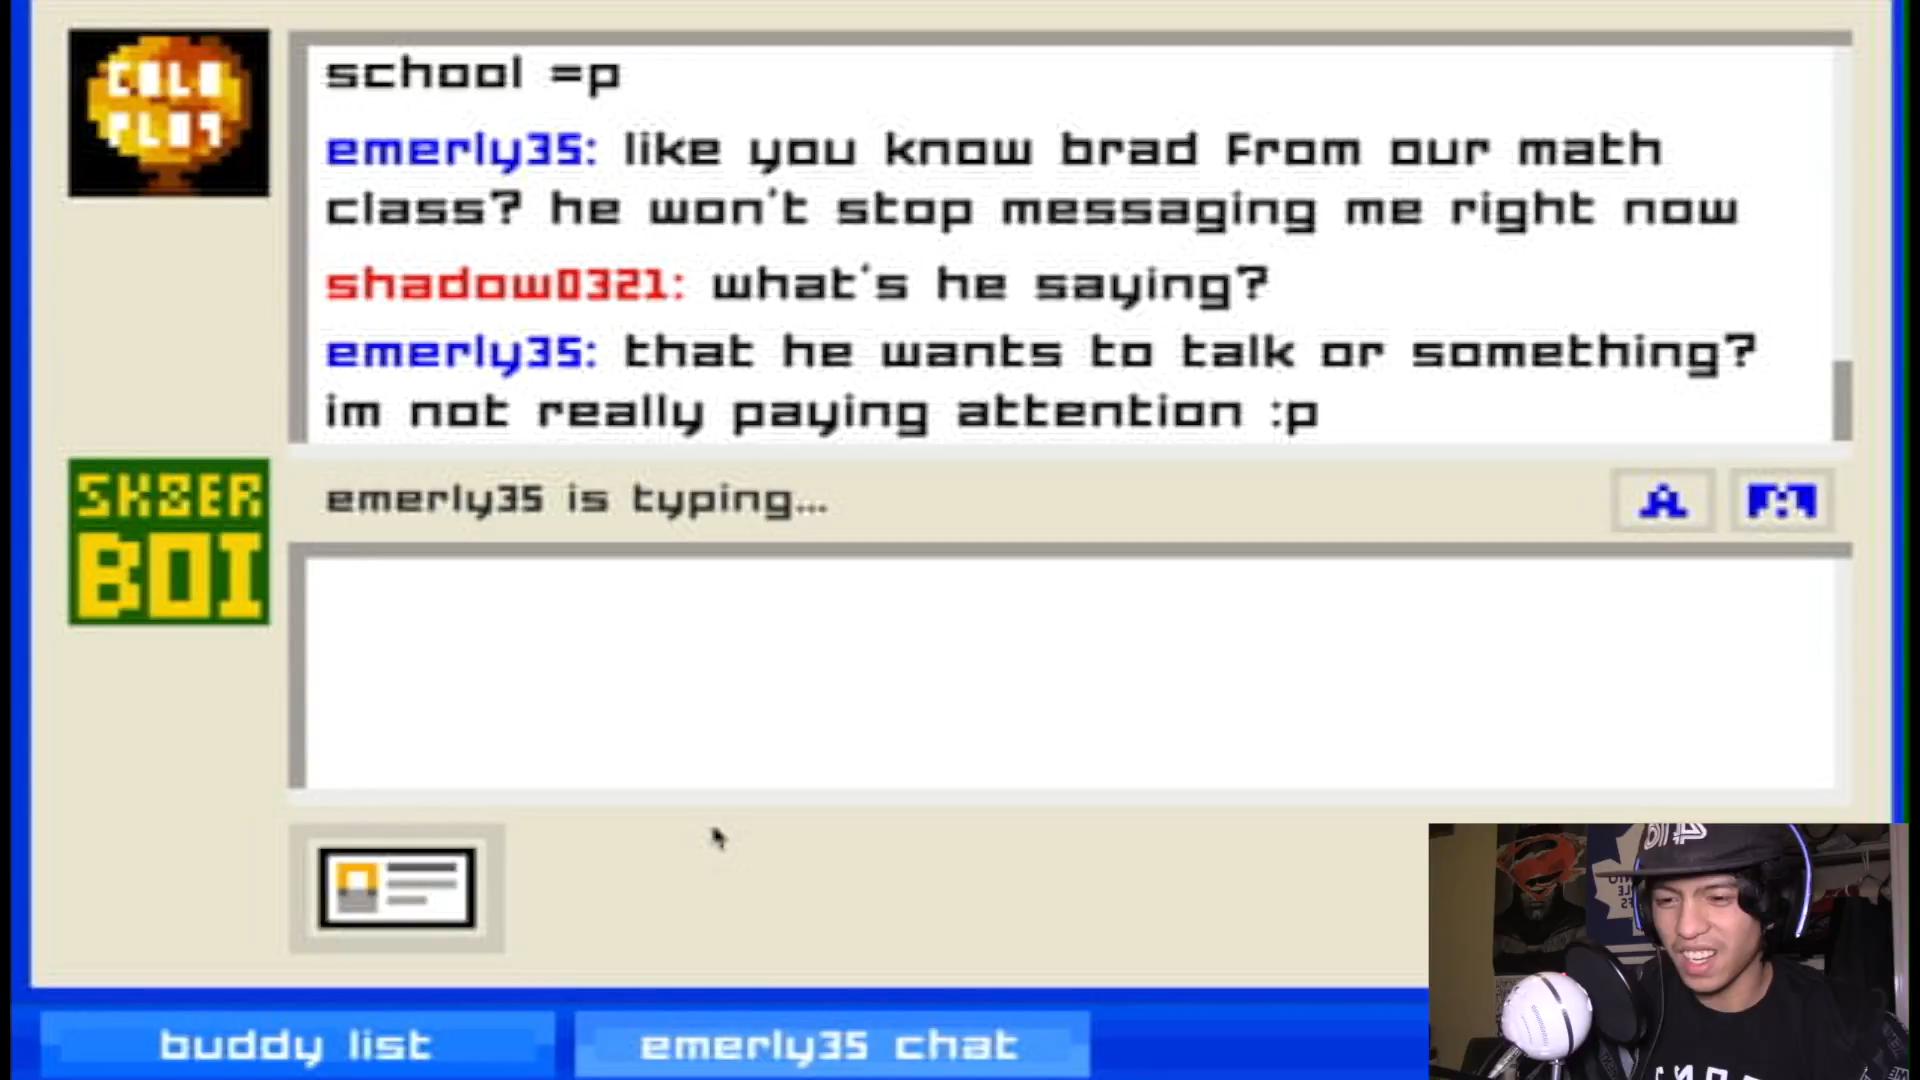 COLD
PLAY
school =p
emerly35: like you know brad From our math
class? he won't stop messaging me right now
shadow0321: what's he saying?
emerly35: that he wants to talk or something?
im not really paying attention :p
SK8ER
BOI
emerly35 is typing...
A
buddy list
emerly35 chat